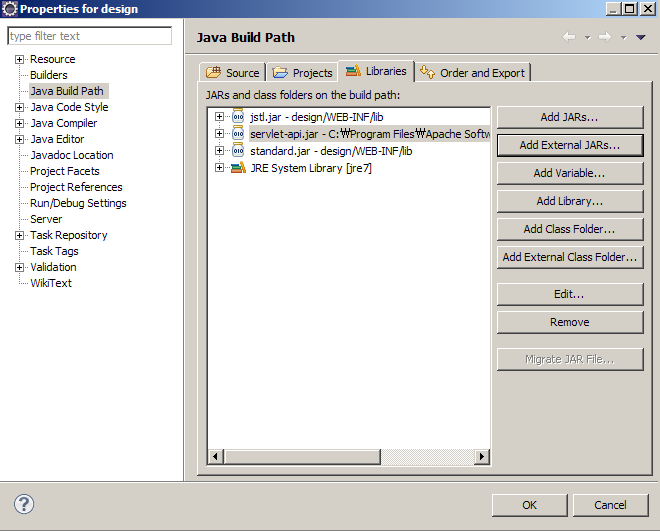 Properties for design
type filter text
Resource
Builders
Java Build Path
Java Code Style
Java Compiler
Java Editor
Javadoc Location
Project Facets
Project References
Run/Debug Settings
Server
Task Repository
Task Tags
Validation
WikiText
Java Build Path
Source
Projects
Libraries
Order and Export
JARs and class folders on the build path:
jstl.jar - design/WEB-INF/lib
servlet-api.jar - C:₩Program Files₩Apache Softw
standard.jar - design/WEB-INF/lib
JRE System Library [jre7]
Add JARs...
Add External JARs...
Add Variable...
Add Library...
Add Class Folder...
Add External Class Folder...
Edit...
Remove
Migrate JAR File...
OK
Cancel